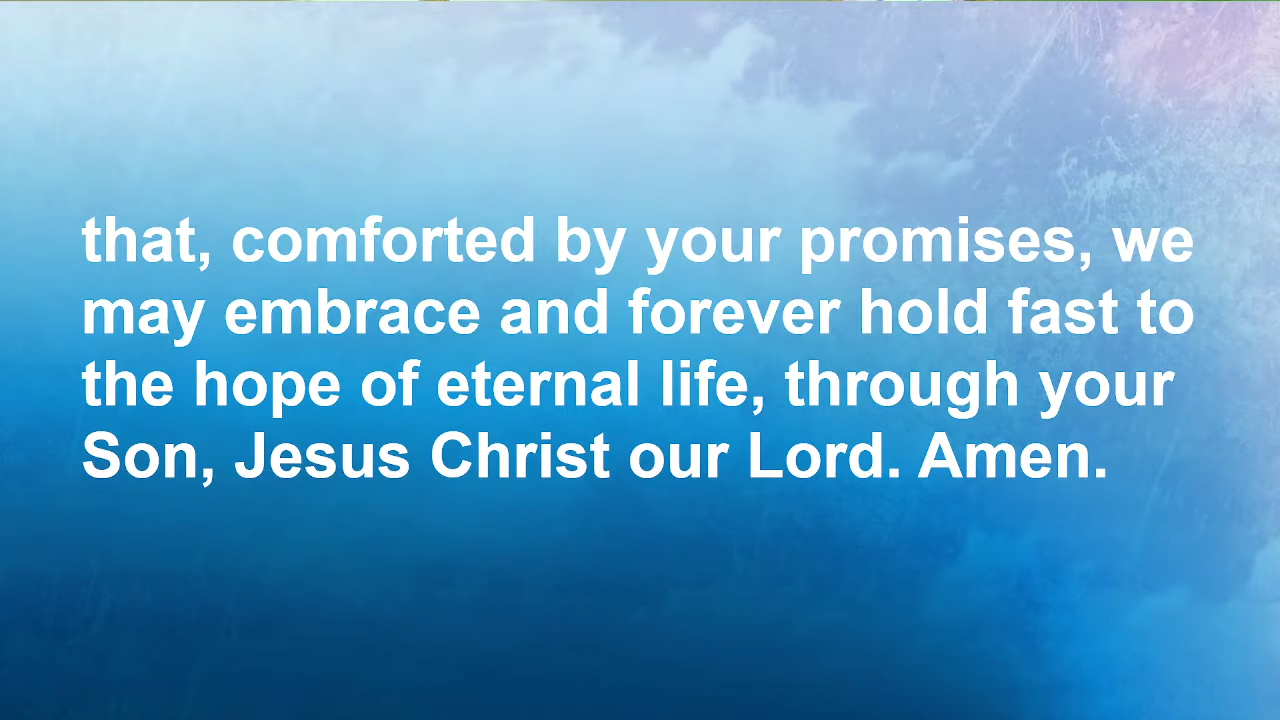 that, comforted by your promises, we
may embrace and forever hold fast to
the hope of eternal life, through your
Son, Jesus Christ our Lord. Amen.